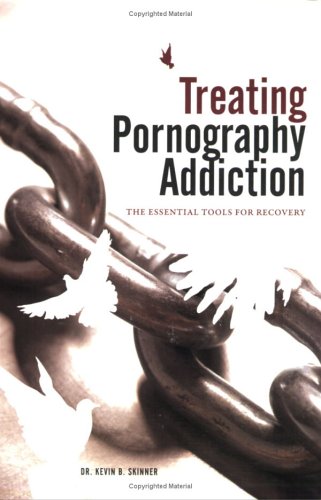 Copyrighted Material
Treating
Pornography
Addiction
THE ESSENTIAL TOOLS FOR RECOVERY
DR. KEVIN B. SKINNER
Copyrighted Material